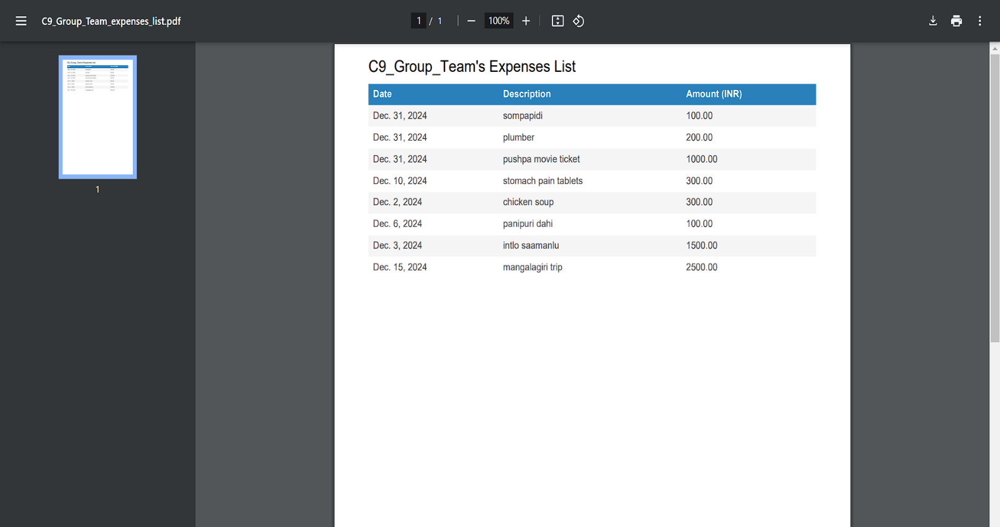 C9_Group_Team_expenses_list.pdf
1 / 1
100%
1
C9_Group_Team's Expenses List
Date Description Amount (INR)
Dec. 31, 2024 sompapidi 100.00
Dec. 31, 2024 plumber 200.00
Dec. 31, 2024 pushpa movie ticket 1000.00
Dec. 10, 2024 stomach pain tablets 300.00
Dec. 2, 2024 chicken soup 300.00
Dec. 6, 2024 panipuri dahi 100.00
Dec. 3, 2024 intlo saamanlu 1500.00
Dec. 15, 2024 mangalagiri trip 2500.00